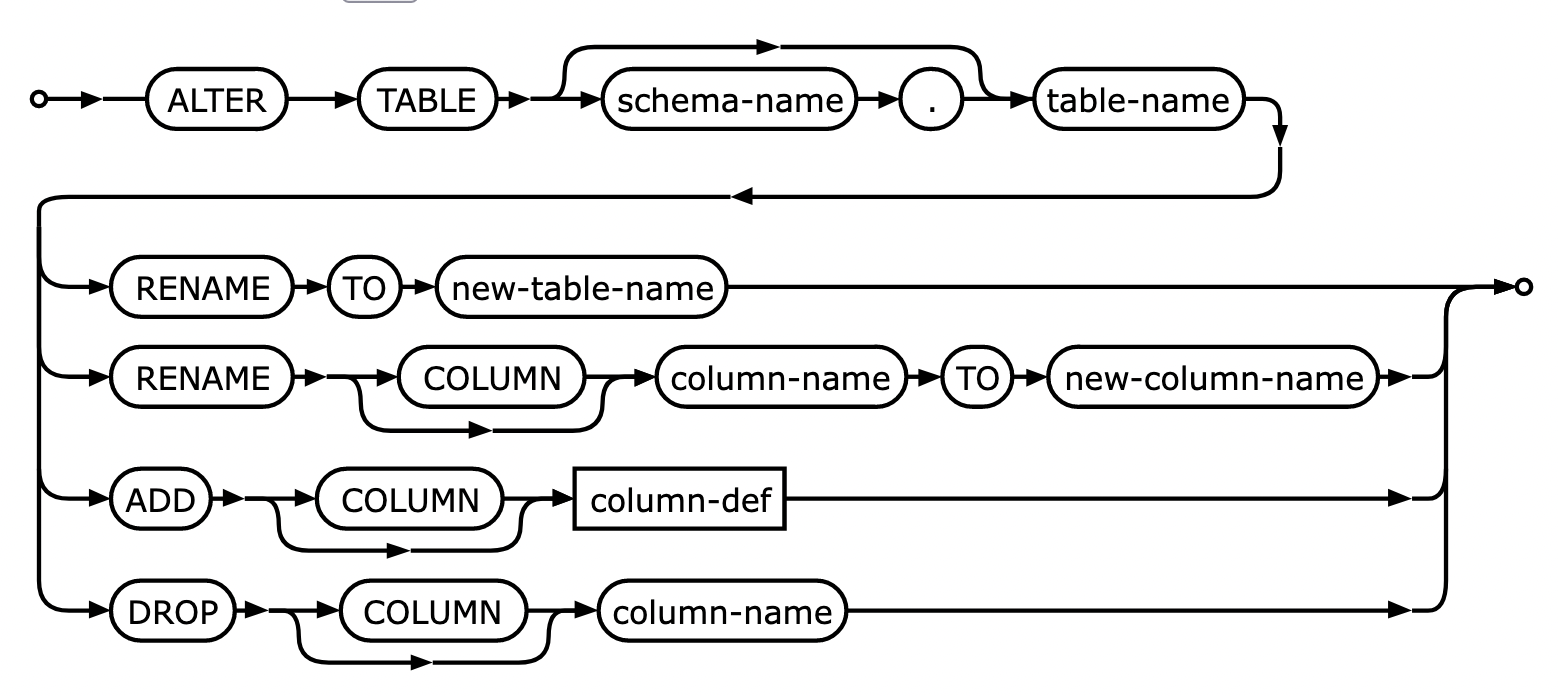 ALTER TABLE schema-name . table-name
RENAME TO new-table-name
RENAME COLUMN column-name TO new-column-name
ADD COLUMN column-def
DROP COLUMN column-name